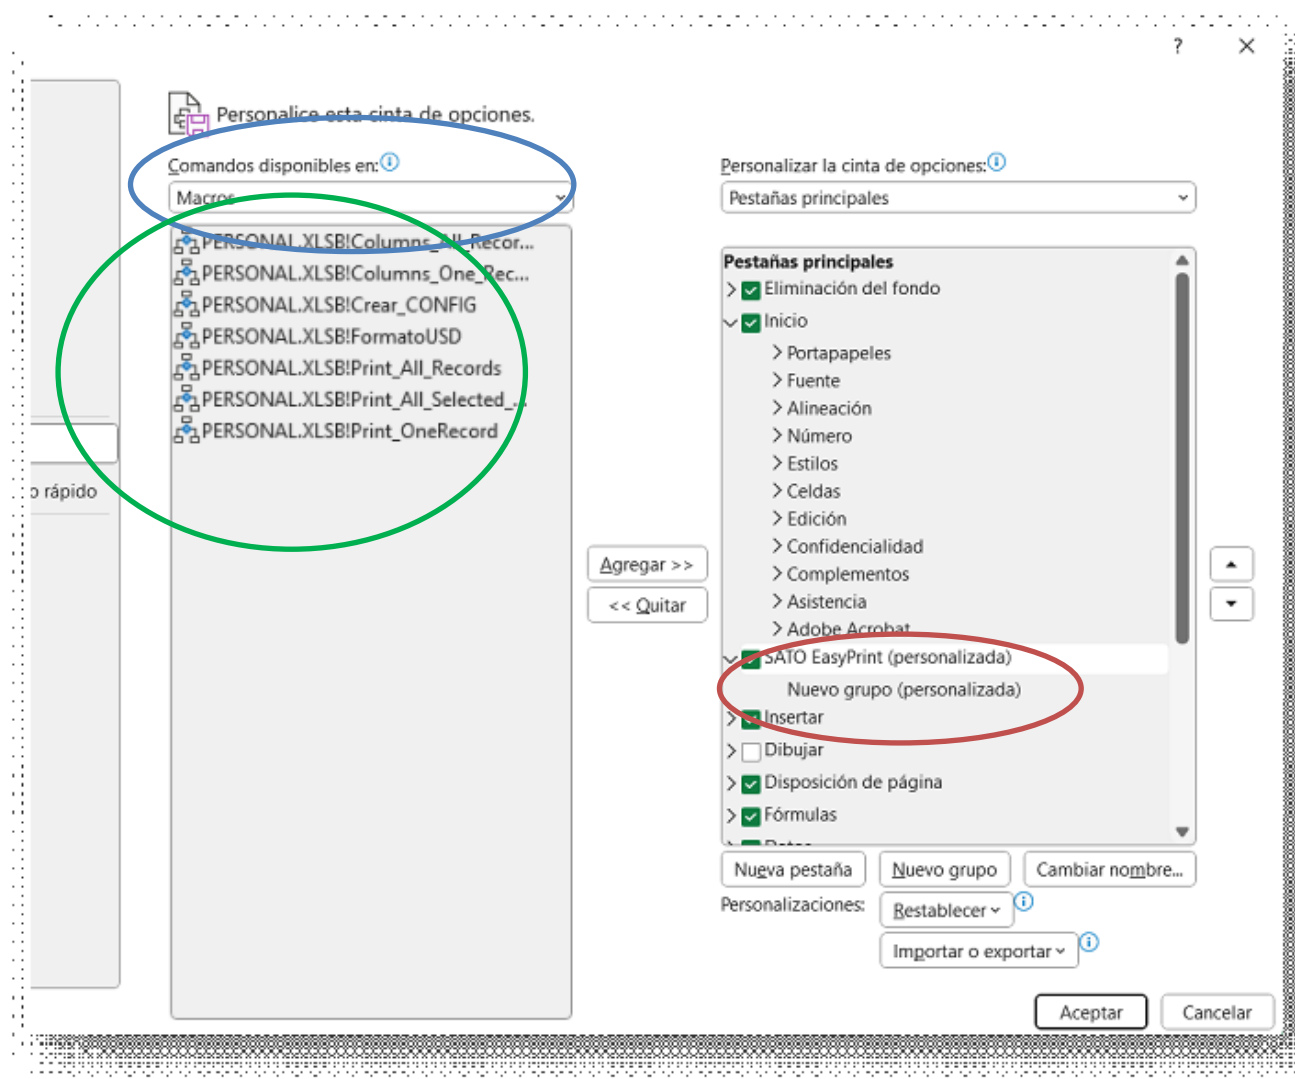 ?
Personalice esta cinta de opciones.
Comandos disponibles en:
Macros
PERSONAL.XLSB!Columns_All_Recor...
PERSONAL.XLSB!Columns_One_Rec...
PERSONAL.XLSB!Crear_CONFIG
PERSONAL.XLSB!FormatoUSD
PERSONAL.XLSB!Print_All_Records
PERSONAL.XLSB!Print_All_Selected_...
PERSONAL.XLSB!Print_OneRecord
o rápido
Agregar >>
<< Quitar
Personalizar la cinta de opciones:
Pestañas principales
Pestañas principales
Eliminación del fondo
Inicio
Portapapeles
Fuente
Alineación
Número
Estilos
Celdas
Edición
Confidencialidad
Complementos
Asistencia
Adobe Acrobat
SATO EasyPrint (personalizada)
Nuevo grupo (personalizada)
Insertar
Dibujar
Disposición de página
Fórmulas
Datos
Nueva pestaña
Nuevo grupo
Cambiar nombre...
Personalizaciones:
Restablecer
Importar o exportar
Aceptar
Cancelar